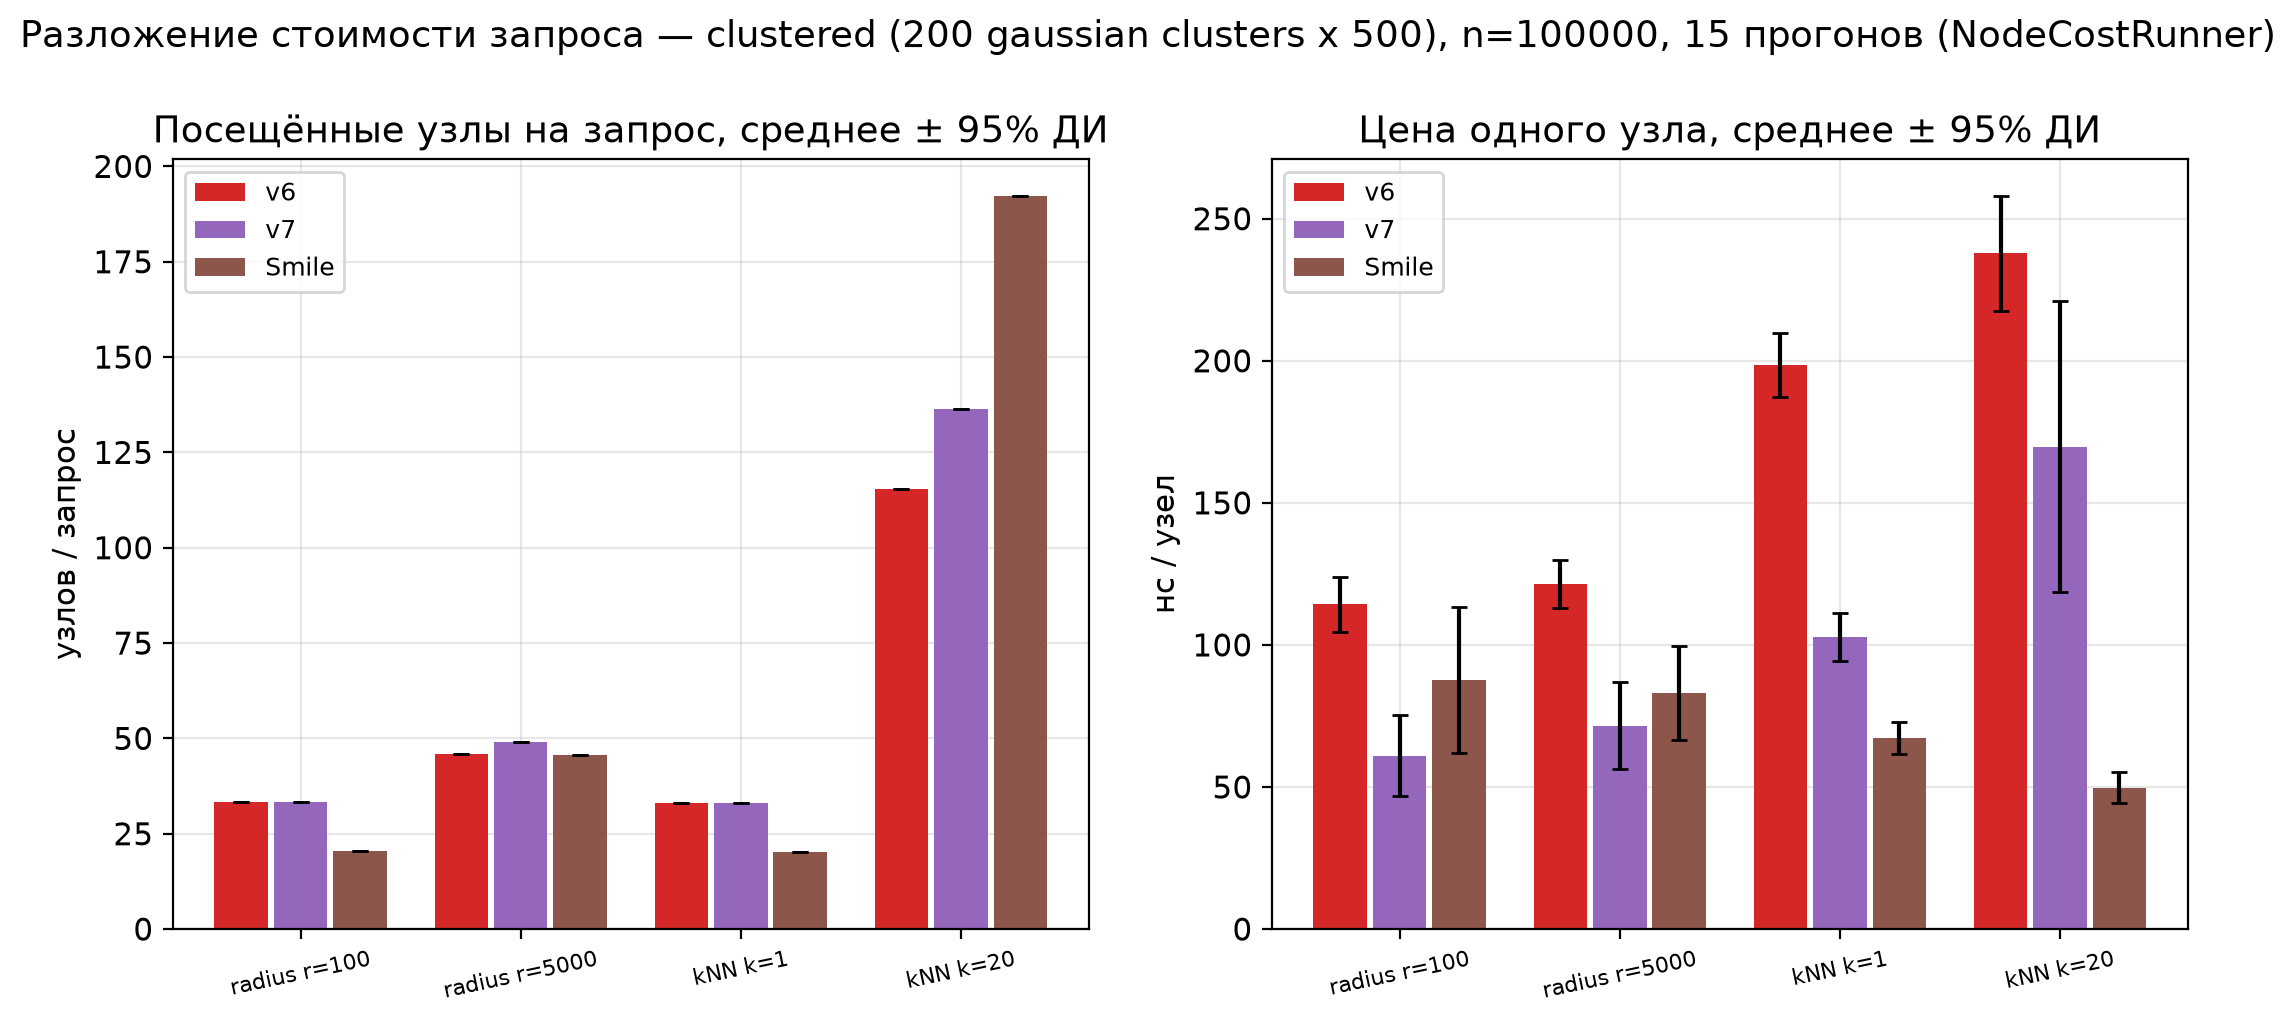 Разложение стоимости запроса — clustered (200 gaussian clusters x 500), n=100000, 15 прогонов (NodeCostRunner)
Посещённые узлы на запрос, среднее ± 95% ДИ
узлов / запрос
200
175
150
125
100
75
50
25
0
v6
v7
Smile
radius r=100
radius r=5000
kNN k=1
kNN k=20
Цена одного узла, среднее ± 95% ДИ
нс / узел
250
200
150
100
50
0
v6
v7
Smile
radius r=100
radius r=5000
kNN k=1
kNN k=20